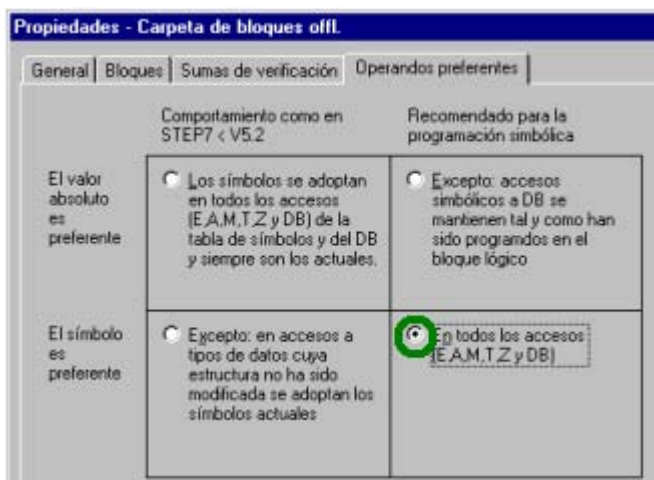 Propiedades - Carpeta de bloques offl.
General Bloques Sumas de verificación Operandos preferentes
Comportamiento como en
STEP7 < V5.2
Recomendado para la
programación simbólica
El valor
absoluto
es
preferente
Los símbolos se adoptan
en todos los accesos
(E,A,M,T,Z y DB) de la
tabla de símbolos y del DB
y siempre son los actuales.
Excepto: accesos
simbólicos a DB se
mantienen tal y como han
sido programdos en el
bloque lógico
El símbolo
es
preferente
Excepto: en accesos a
tipos de datos cuya
estructura no ha sido
modificada se adoptan los
símbolos actuales
En todos los accesos
(E,A,M,T,Z y DB)